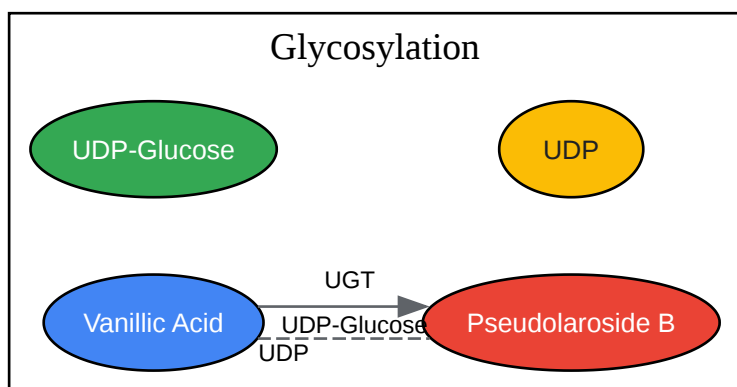 Glycosylation
UDP-Glucose
UDP
UGT
Vanillic Acid
UDP-Glucose
Pseudolaroside B
UDP